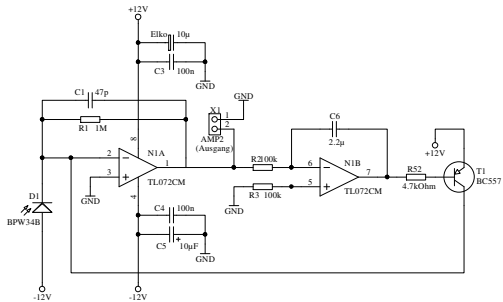 +12V
Elko 10µ
C3 100n
GND
C1 47p
R1 1M
8
N1A
2
3
1
TL072CM
4
GND
X1
1
2
GND
AMP2
(Ausgang)
R2 100k
R3 100k
GND
C6
2.2µ
N1B
6
5
7
TL072CM
R52
4.7kOhm
+12V
T1
BC557
D1
BPW34B
C4 100n
C5 10µF
+
GND
-12V
-12V